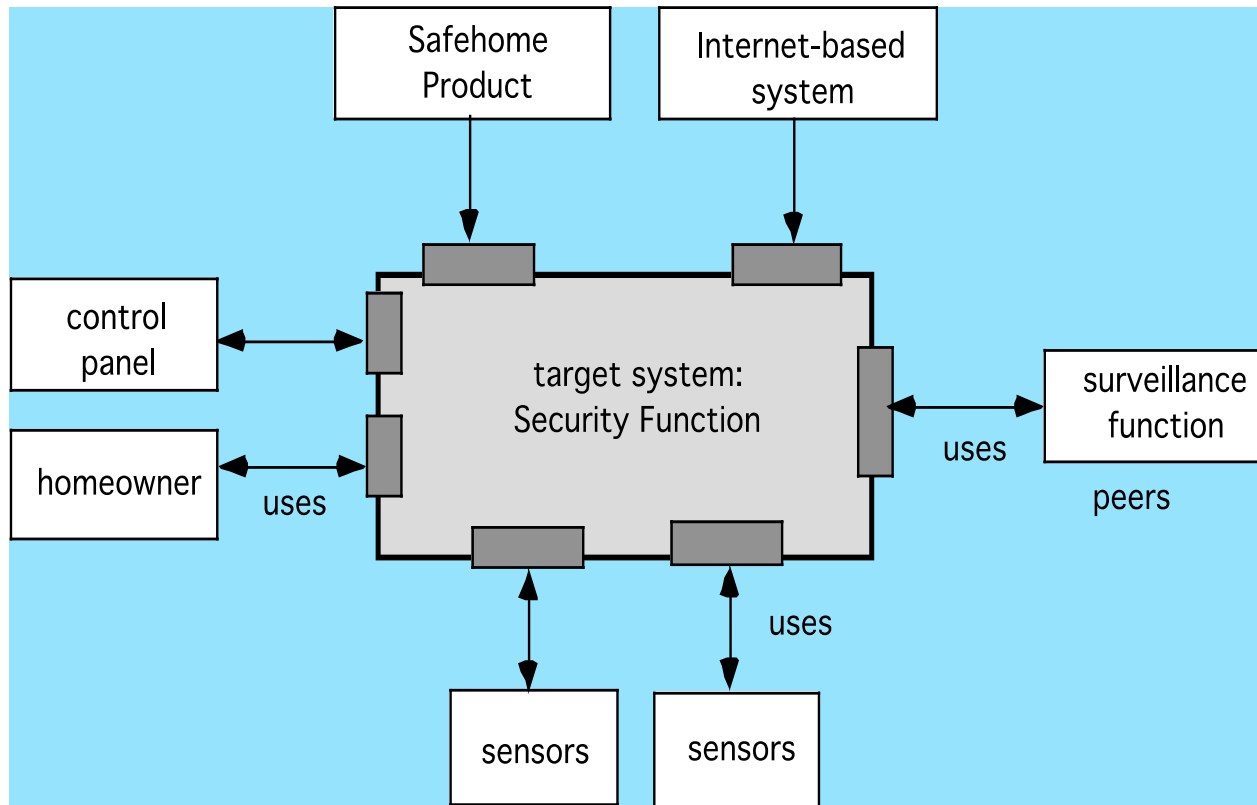 Safehome
Product
Internet-based
system
control
panel
target system:
Security Function
surveillance
function
homeowner
uses
uses
peers
uses
sensors
sensors